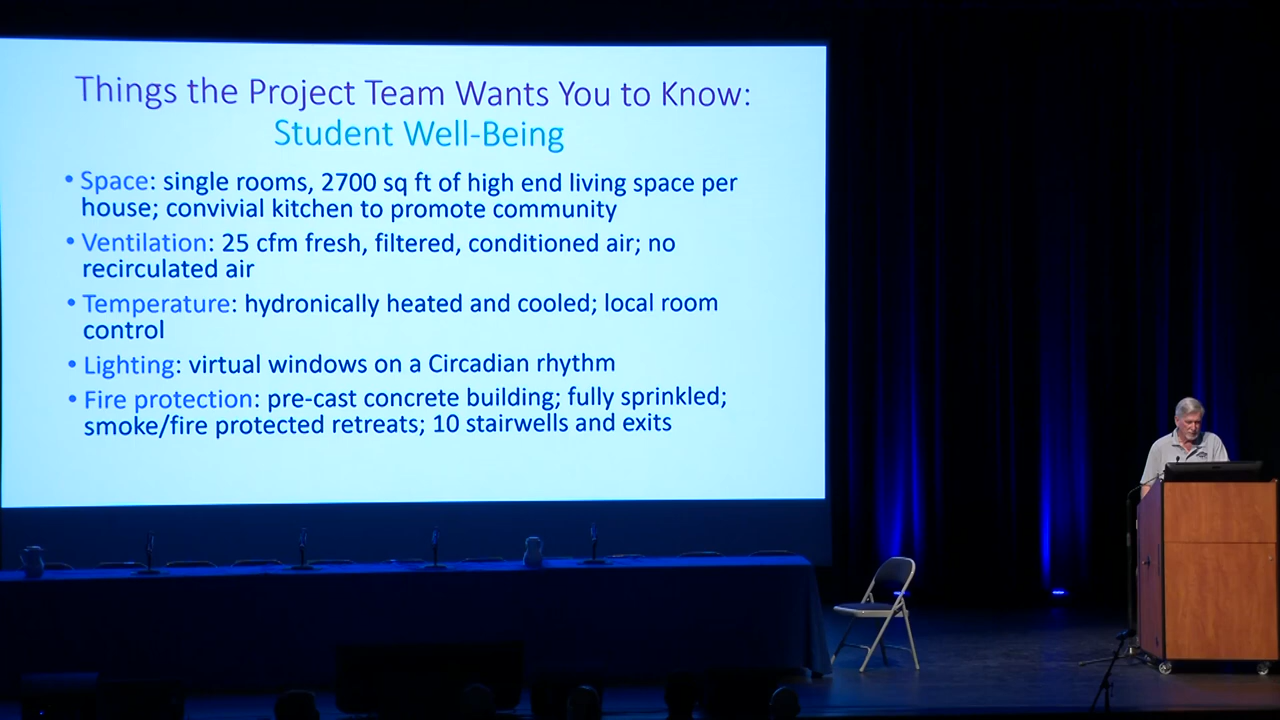 Things the Project Team Wants You to Know:
Student Well-Being
• Space: single rooms, 2700 sq ft of high end living space per
house; convivial kitchen to promote community
• Ventilation: 25 cfm fresh, filtered, conditioned air; no
recirculated air
• Temperature: hydronically heated and cooled; local room
control
• Lighting: virtual windows on a Circadian rhythm
• Fire protection: pre-cast concrete building; fully sprinkled;
smoke/fire protected retreats; 10 stairwells and exits